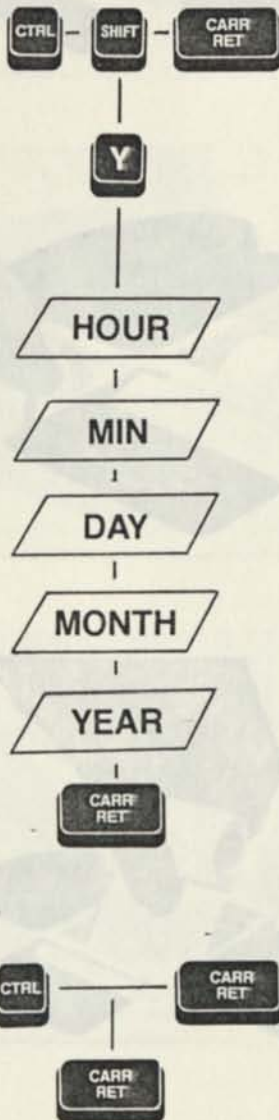 CTRL SHIFT CARR
RET
Y
HOUR
MIN
DAY
MONTH
YEAR
CARR
RET
CTRL CARR
RET
CARR
RET